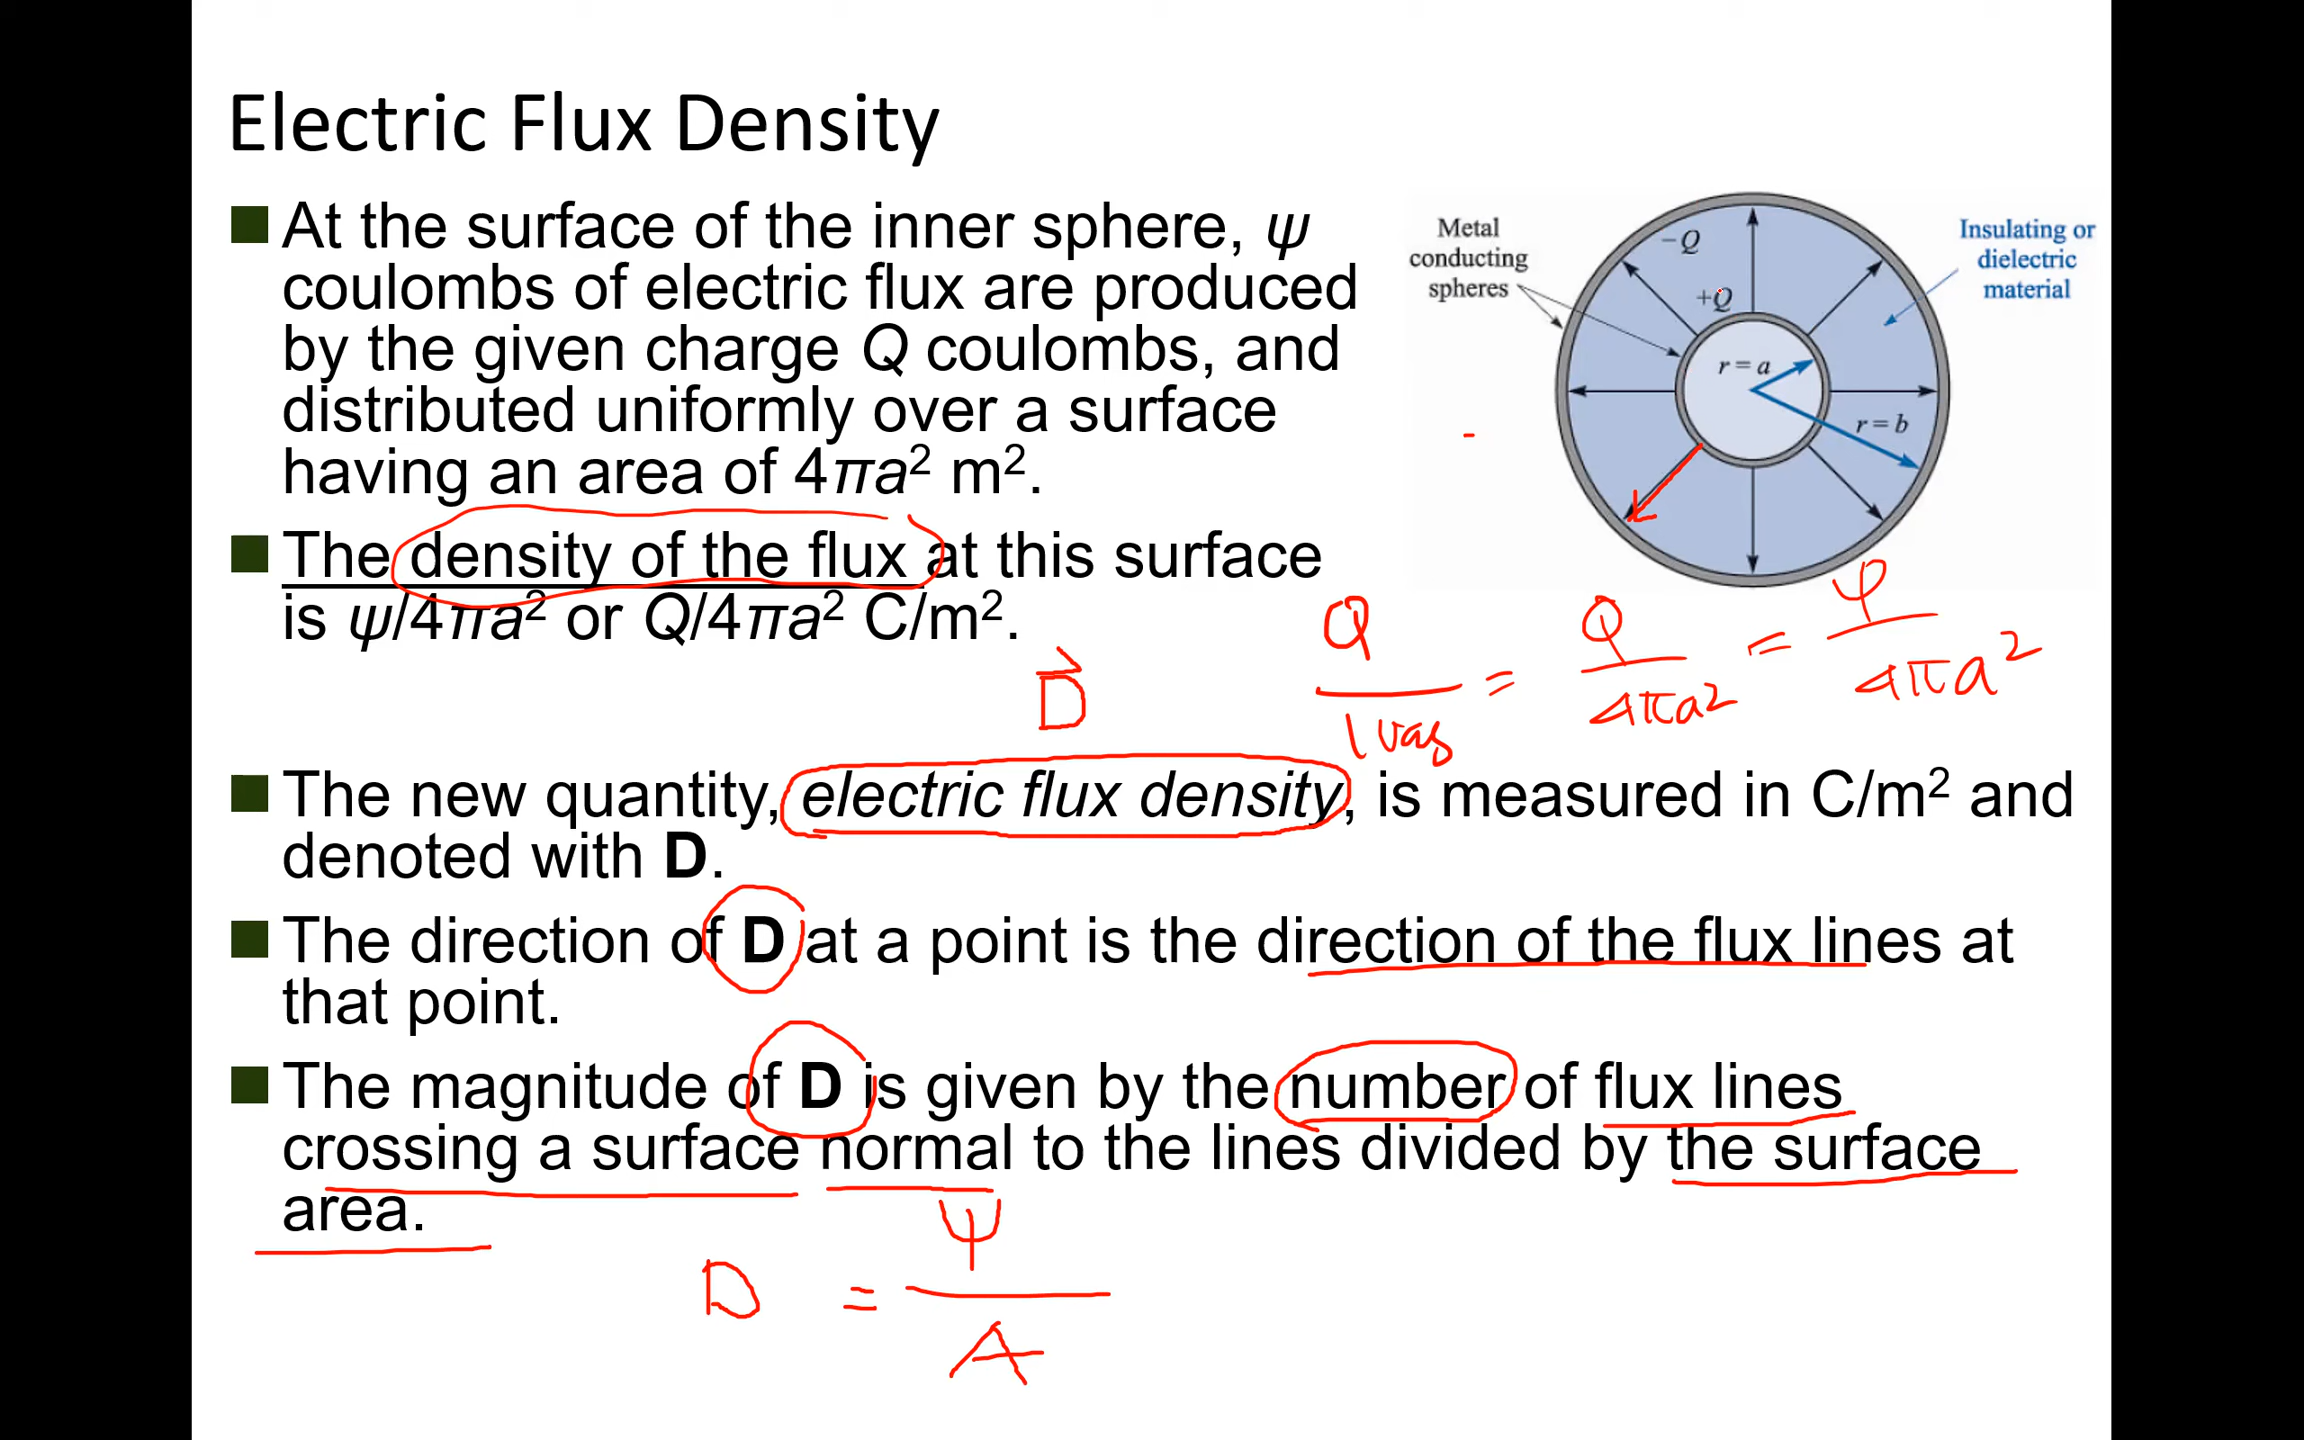 Electric Flux Density
At the surface of the inner sphere, ψ
coulombs of electric flux are produced
by the given charge Q coulombs, and
distributed uniformly over a surface
having an area of 4πa² m².
The density of the flux at this surface
is ψ/4πa² or Q/4πa² C/m².
Metal
conducting
spheres
−Q
+Q
r = a
r = b
Insulating or
dielectric
material
D⃗
Q / luas = Q / 4πa² = ψ / 4πa²
The new quantity, electric flux density, is measured in C/m² and
denoted with D.
The direction of D at a point is the direction of the flux lines at
that point.
The magnitude of D is given by the number of flux lines
crossing a surface normal to the lines divided by the surface
area.
D = ψ / A